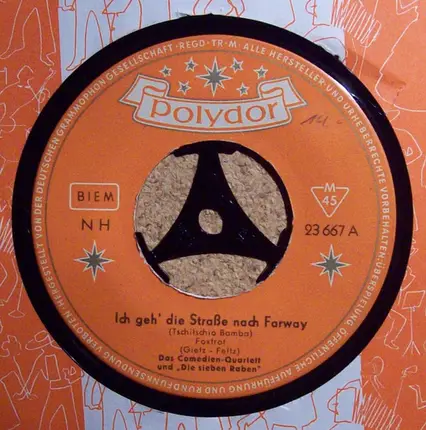 HERGESTELLT VON DER DEUTSCHEN GRAMMOPHON GESELLSCHAFT · REGD · TR · M · ALLE HERSTELLER- UND URHEBERRECHTE VORBEHALTEN · ÜBERSPIELUNG ÖFFENTLICHE AUFFÜHRUNG UND RUNDFUNKSENDUNG VERBOTEN
Polydor
BIEM
NH
M
45
23 667 A
Ich geh' die Straße nach Farway
(Tschitschio Bamba)
Foxtrot
(Gietz - Feltz)
Das Comedien-Quartett
und „Die sieben Raben"